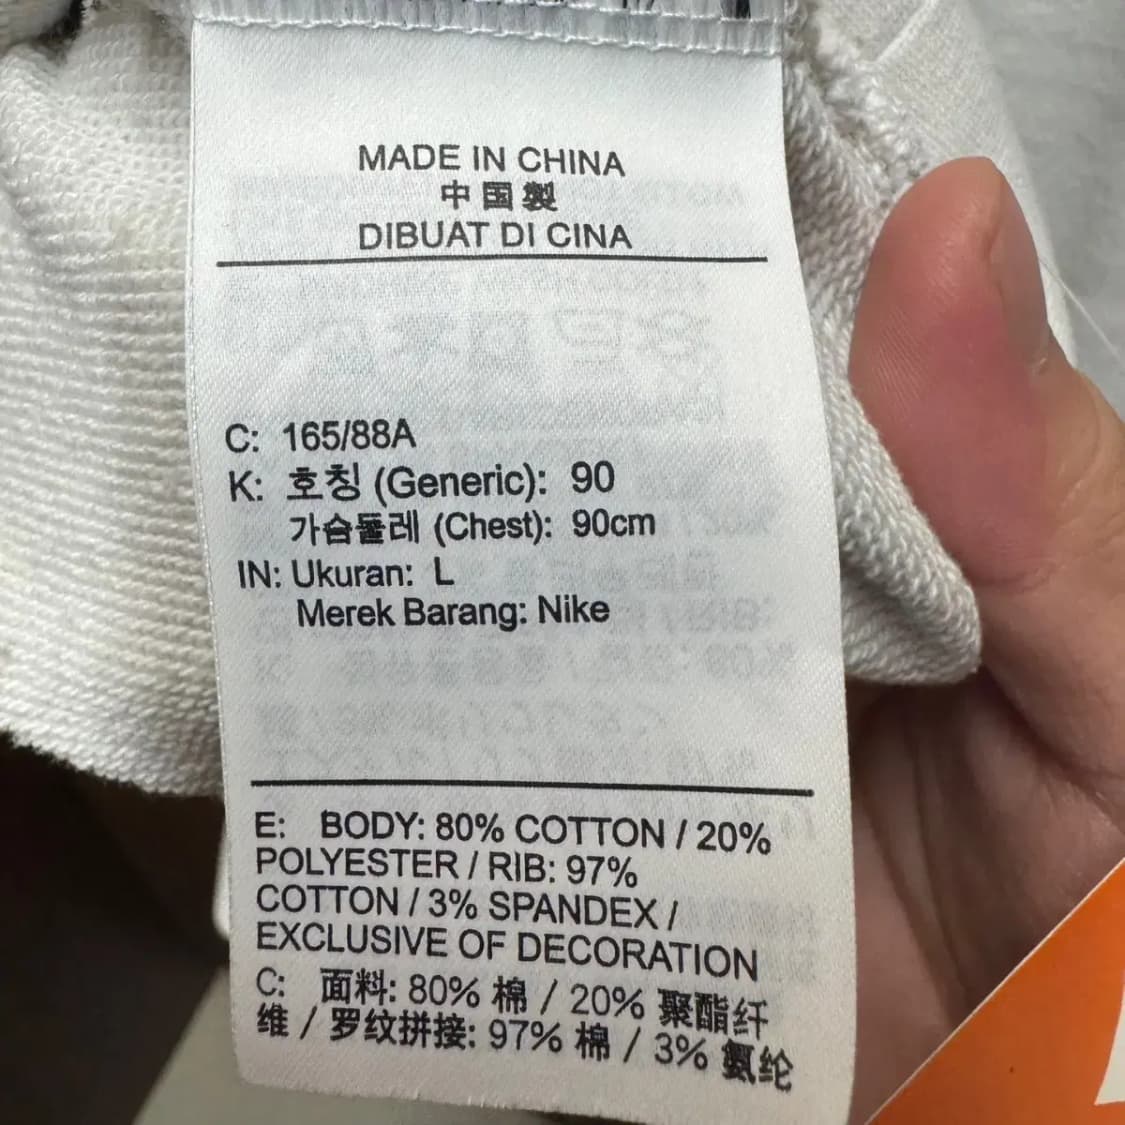 MADE IN CHINA
中国製
DIBUAT DI CINA
C: 165/88A
K: 호칭 (Generic): 90
가슴둘레 (Chest): 90cm
IN: Ukuran: L
Merek Barang: Nike
E: BODY: 80% COTTON / 20%
POLYESTER / RIB: 97%
COTTON / 3% SPANDEX /
EXCLUSIVE OF DECORATION
C: 面料: 80% 棉 / 20% 聚酯纤
维 / 罗纹拼接: 97% 棉 / 3% 氨纶